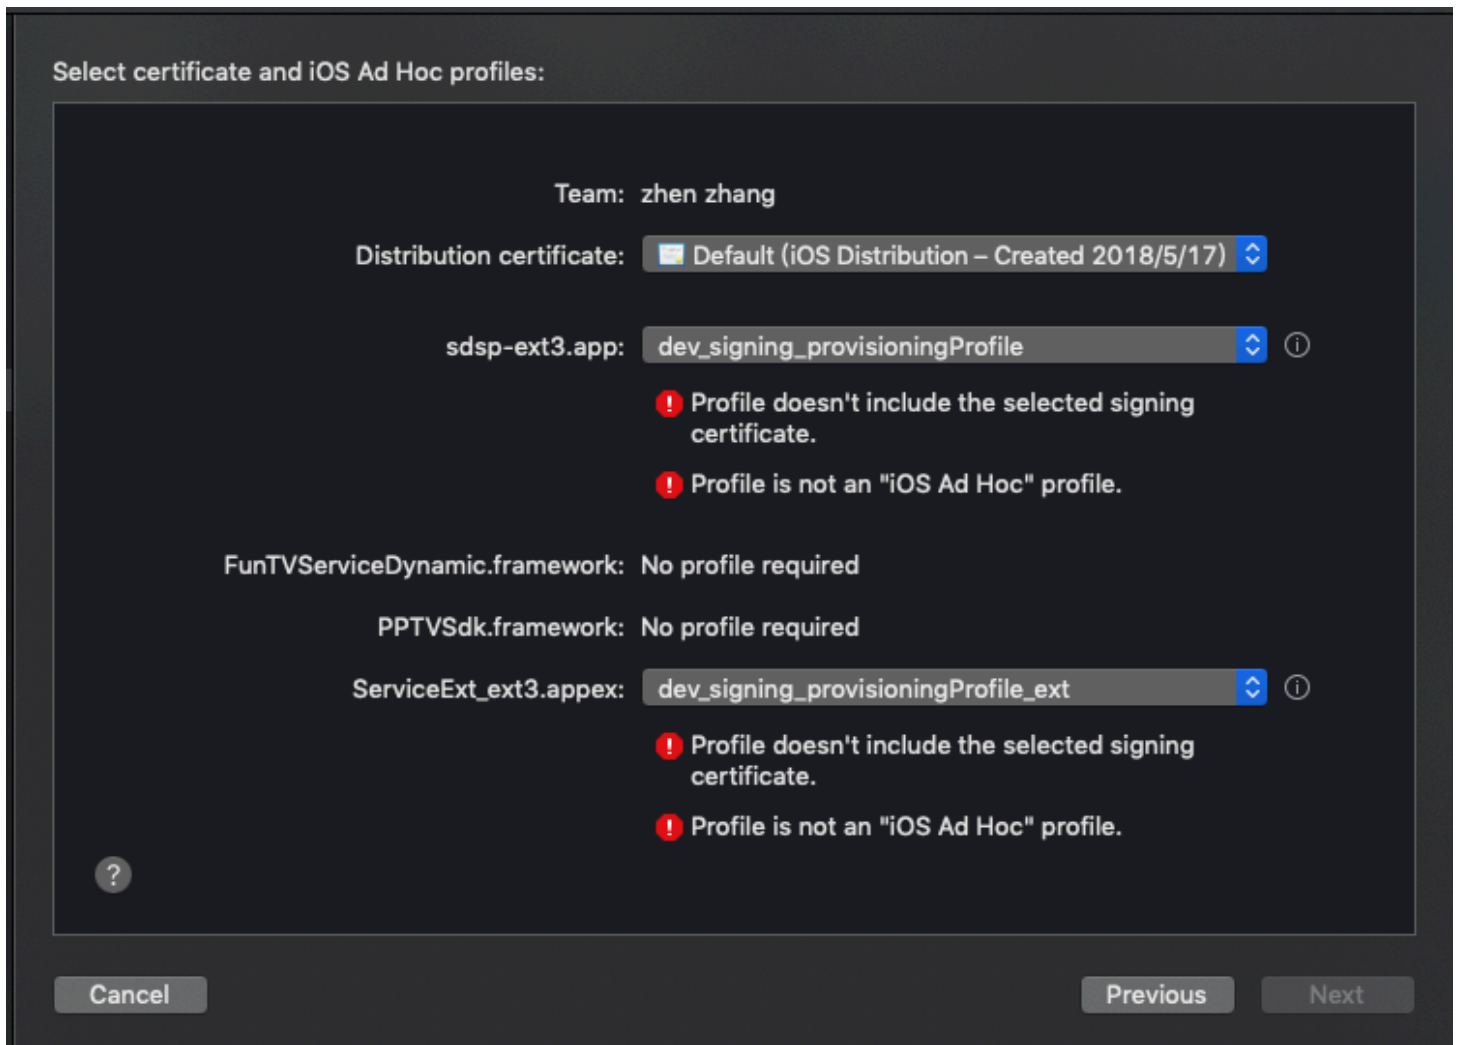 Select certificate and iOS Ad Hoc profiles:
Team: zhen zhang
Distribution certificate: Default (iOS Distribution – Created 2018/5/17)
sdsp-ext3.app: dev_signing_provisioningProfile
Profile doesn't include the selected signing
certificate.
Profile is not an "iOS Ad Hoc" profile.
FunTVServiceDynamic.framework: No profile required
PPTVSdk.framework: No profile required
ServiceExt_ext3.appex: dev_signing_provisioningProfile_ext
Profile doesn't include the selected signing
certificate.
Profile is not an "iOS Ad Hoc" profile.
?
Cancel Previous Next